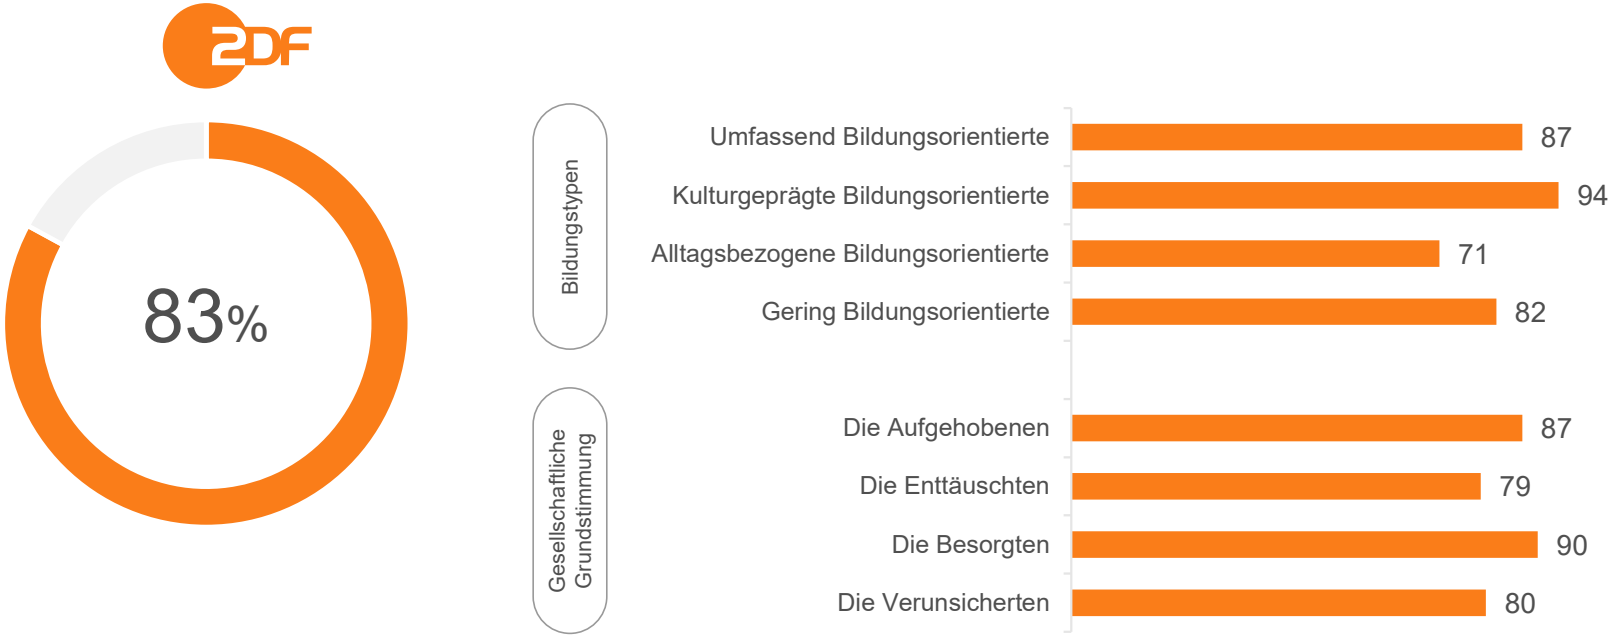 ZDF
83%
Bildungstypen
Umfassend Bildungsorientierte 87
Kulturgeprägte Bildungsorientierte 94
Alltagsbezogene Bildungsorientierte 71
Gering Bildungsorientierte 82
Gesellschaftliche
Grundstimmung
Die Aufgehobenen 87
Die Enttäuschten 79
Die Besorgten 90
Die Verunsicherten 80